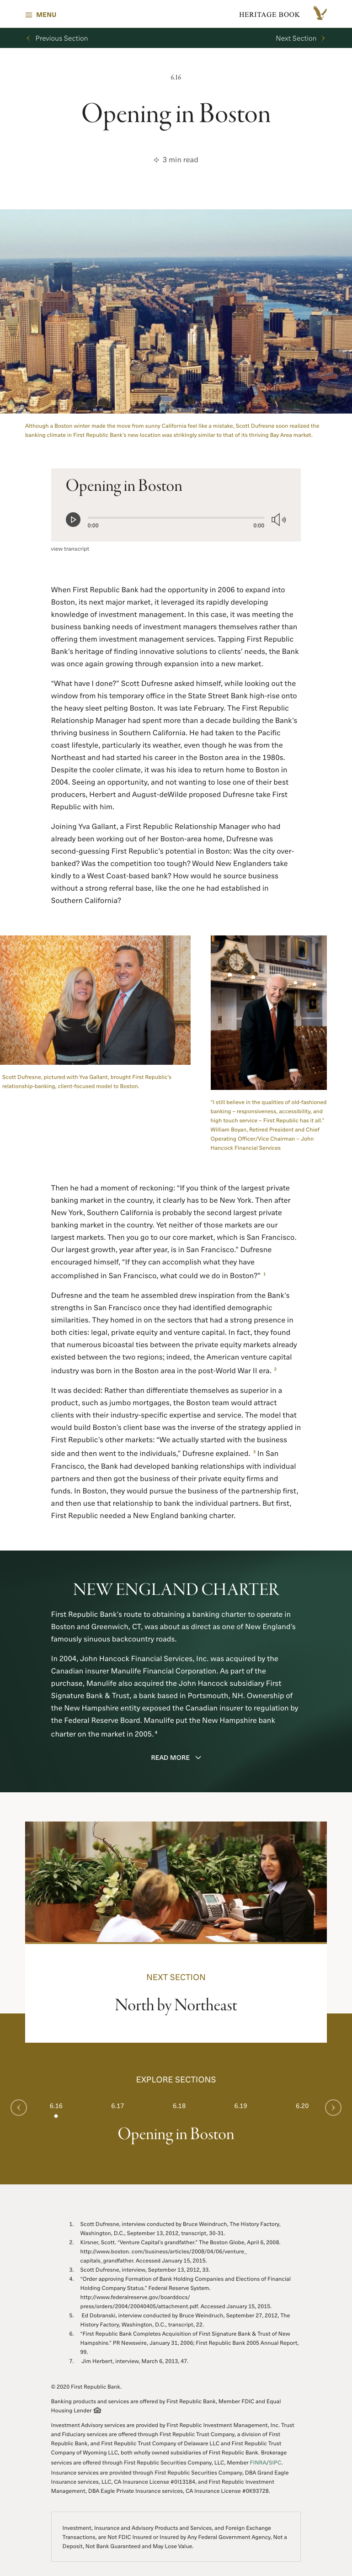 MENU
HERITAGE BOOK
Previous Section
Next Section
6.16
Opening in Boston
3 min read
Although a Boston winter made the move from sunny California feel like a mistake, Scott Dufresne soon realized the
banking climate in First Republic Bank's new location was strikingly similar to that of its thriving Bay Area market.
Opening in Boston
0:00
0:00
view transcript
When First Republic Bank had the opportunity in 2006 to expand into
Boston, its next major market, it leveraged its rapidly developing
knowledge of investment management. In this case, it was meeting the
business banking needs of investment managers themselves rather than
offering them investment management services. Tapping First Republic
Bank's heritage of finding innovative solutions to clients' needs, the Bank
was once again growing through expansion into a new market.
"What have I done?" Scott Dufresne asked himself, while looking out the
window from his temporary office in the State Street Bank high-rise onto
the heavy sleet pelting Boston. It was late February. The First Republic
Relationship Manager had spent more than a decade building the Bank's
thriving business in Southern California. He had taken to the Pacific
coast lifestyle, particularly its weather, even though he was from the
Northeast and had started his career in the Boston area in the 1980s.
Despite the cooler climate, it was his idea to return home to Boston in
2004. Seeing an opportunity, and not wanting to lose one of their best
producers, Herbert and August-deWilde proposed Dufresne take First
Republic with him.
Joining Yva Gallant, a First Republic Relationship Manager who had
already been working out of her Boston-area home, Dufresne was
second-guessing First Republic's potential in Boston: Was the city over-
banked? Was the competition too tough? Would New Englanders take
kindly to a West Coast-based bank? How would he source business
without a strong referral base, like the one he had established in
Southern California?
Scott Dufresne, pictured with Yva Gallant, brought First Republic's
relationship-banking, client-focused model to Boston.
"I still believe in the qualities of old-fashioned
banking – responsiveness, accessibility, and
high touch service – First Republic has it all."
William Boyan, Retired President and Chief
Operating Officer/Vice Chairman – John
Hancock Financial Services
Then he had a moment of reckoning: "If you think of the largest private
banking market in the country, it clearly has to be New York. Then after
New York, Southern California is probably the second largest private
banking market in the country. Yet neither of those markets are our
largest markets. Then you go to our core market, which is San Francisco.
Our largest growth, year after year, is in San Francisco." Dufresne
encouraged himself, "If they can accomplish what they have
accomplished in San Francisco, what could we do in Boston?" 1
Dufresne and the team he assembled drew inspiration from the Bank's
strengths in San Francisco once they had identified demographic
similarities. They homed in on the sectors that had a strong presence in
both cities: legal, private equity and venture capital. In fact, they found
that numerous bicoastal ties between the private equity markets already
existed between the two regions; indeed, the American venture capital
industry was born in the Boston area in the post-World War II era. 2
It was decided: Rather than differentiate themselves as superior in a
product, such as jumbo mortgages, the Boston team would attract
clients with their industry-specific expertise and service. The model that
would build Boston's client base was the inverse of the strategy applied in
First Republic's other markets: "We actually started with the business
side and then went to the individuals," Dufresne explained. 3 In San
Francisco, the Bank had developed banking relationships with individual
partners and then got the business of their private equity firms and
funds. In Boston, they would pursue the business of the partnership first,
and then use that relationship to bank the individual partners. But first,
First Republic needed a New England banking charter.
NEW ENGLAND CHARTER
First Republic Bank's route to obtaining a banking charter to operate in
Boston and Greenwich, CT, was about as direct as one of New England's
famously sinuous backcountry roads.
In 2004, John Hancock Financial Services, Inc. was acquired by the
Canadian insurer Manulife Financial Corporation. As part of the
purchase, Manulife also acquired the John Hancock subsidiary First
Signature Bank & Trust, a bank based in Portsmouth, NH. Ownership of
the New Hampshire entity exposed the Canadian insurer to regulation by
the Federal Reserve Board. Manulife put the New Hampshire bank
charter on the market in 2005. 4
READ MORE
NEXT SECTION
North by Northeast
EXPLORE SECTIONS
6.16
6.17
6.18
6.19
6.20
Opening in Boston
1. Scott Dufresne, interview conducted by Bruce Weindruch, The History Factory,
Washington, D.C., September 13, 2012, transcript, 30-31.
2. Kirsner, Scott. "Venture Capital's grandfather." The Boston Globe, April 6, 2008.
http://www.boston. com/business/articles/2008/04/06/venture_
capitals_grandfather. Accessed January 15, 2015.
3. Scott Dufresne, interview, September 13, 2012, 33.
4. "Order approving Formation of Bank Holding Companies and Elections of Financial
Holding Company Status." Federal Reserve System.
http://www.federalreserve.gov/boarddocs/
press/orders/2004/20040405/attachment.pdf. Accessed January 15, 2015.
5. Ed Dobranski, interview conducted by Bruce Weindruch, September 27, 2012, The
History Factory, Washington, D.C., transcript, 22.
6. "First Republic Bank Completes Acquisition of First Signature Bank & Trust of New
Hampshire." PR Newswire, January 31, 2006; First Republic Bank 2005 Annual Report,
99.
7. Jim Herbert, interview, March 6, 2013, 47.
© 2020 First Republic Bank.
Banking products and services are offered by First Republic Bank, Member FDIC and Equal
Housing Lender
Investment Advisory services are provided by First Republic Investment Management, Inc. Trust
and Fiduciary services are offered through First Republic Trust Company, a division of First
Republic Bank, and First Republic Trust Company of Delaware LLC and First Republic Trust
Company of Wyoming LLC, both wholly owned subsidiaries of First Republic Bank. Brokerage
services are offered through First Republic Securities Company, LLC, Member FINRA/SIPC.
Insurance services are provided through First Republic Securities Company, DBA Grand Eagle
Insurance services, LLC, CA Insurance License #0I13184, and First Republic Investment
Management, DBA Eagle Private Insurance services, CA Insurance License #0K93728.
Investment, Insurance and Advisory Products and Services, and Foreign Exchange
Transactions, are Not FDIC Insured or Insured by Any Federal Government Agency, Not a
Deposit, Not Bank Guaranteed and May Lose Value.